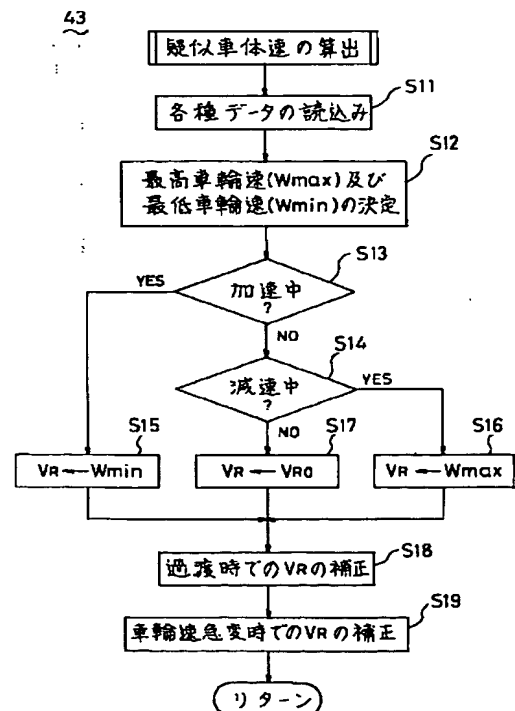 43
疑似車体速の算出
S11
各種データの読込み
S12
最高車輪速(Wmax)及び
最低車輪速(Wmin)の決定
S13
YES
加速中
?
NO
S14
減速中
?
YES
NO
S15
VR←Wmin
S17
VR←VRO
S16
VR←Wmax
S18
過渡時でのVRの補正
S19
車輪速急変時でのVRの補正
リターン